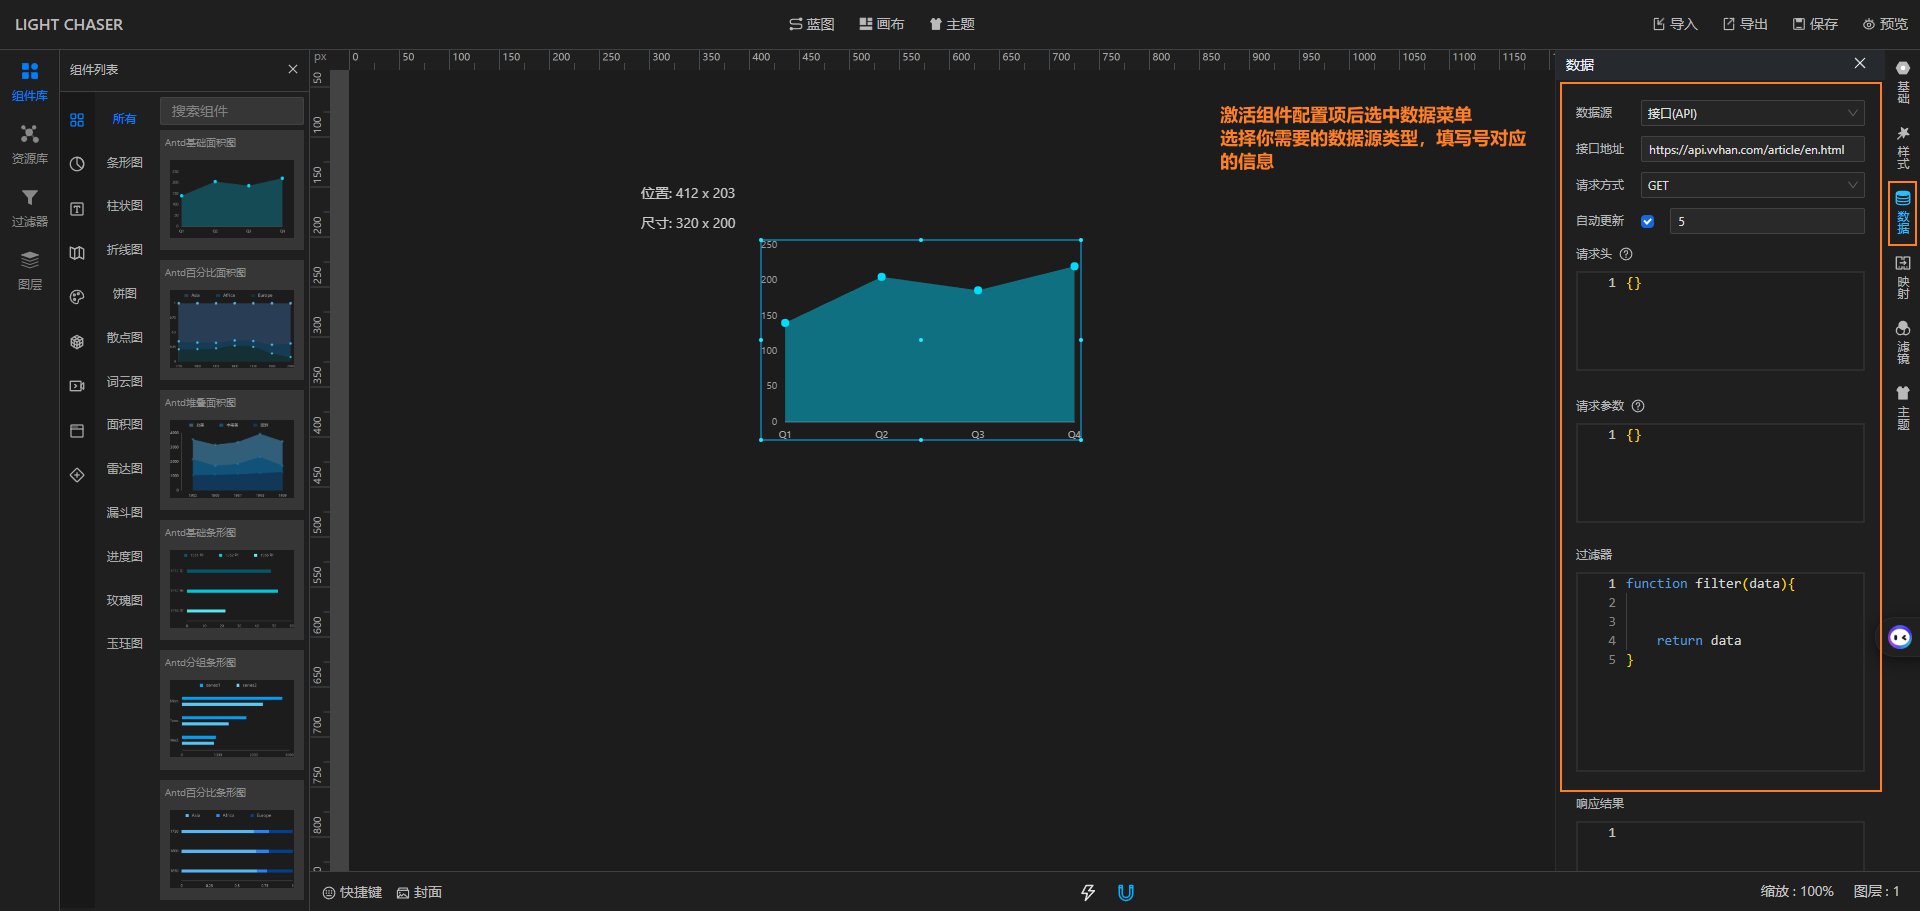 LIGHT CHASER
蓝图
画布
主题
导入
导出
保存
预览
组件库
资源库
过滤器
图层
组件列表
所有
条形图
柱状图
折线图
饼图
散点图
词云图
面积图
雷达图
漏斗图
进度图
玫瑰图
玉珏图
搜索组件
Antd基础面积图
Antd百分比面积图
Asia Africa Europe
Antd堆叠面积图
Antd基础条形图
Antd分组条形图
series1 series2
Antd百分比条形图
Asia Africa Europe
px
0 50 100 150 200 250 300 350 400 450 500 550 600 650 700 750 800 850 900 950 1000 1050 1100 1150
50
100
150
200
250
300
350
400
450
500
550
600
650
700
750
800
激活组件配置项后选中数据菜单
选择你需要的数据源类型，填写号对应
的信息
位置: 412 x 203
尺寸: 320 x 200
250
200
150
100
50
0
Q1 Q2 Q3 Q4
数据
数据源 接口(API)
接口地址 https://api.vvhan.com/article/en.html
请求方式 GET
自动更新 5
请求头
1 {}
请求参数
1 {}
过滤器
1 function filter(data){
2
3
4 return data
5 }
响应结果
1
基础
样式
数据
映射
滤镜
主题
快捷键
封面
缩放 : 100%
图层 : 1